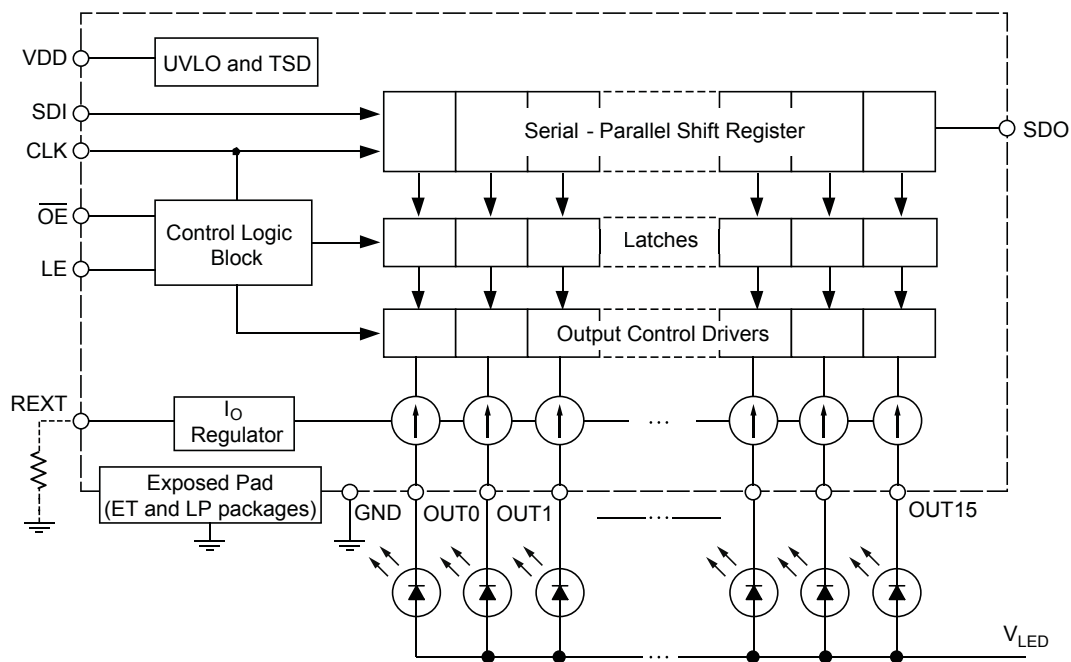 VDD
UVLO and TSD
SDI
Serial - Parallel Shift Register
SDO
CLK
OE
Control Logic
Block
Latches
LE
Output Control Drivers
REXT
IO
Regulator
...
Exposed Pad
(ET and LP packages)
GND
OUT0
OUT1
...
OUT15
VLED
...